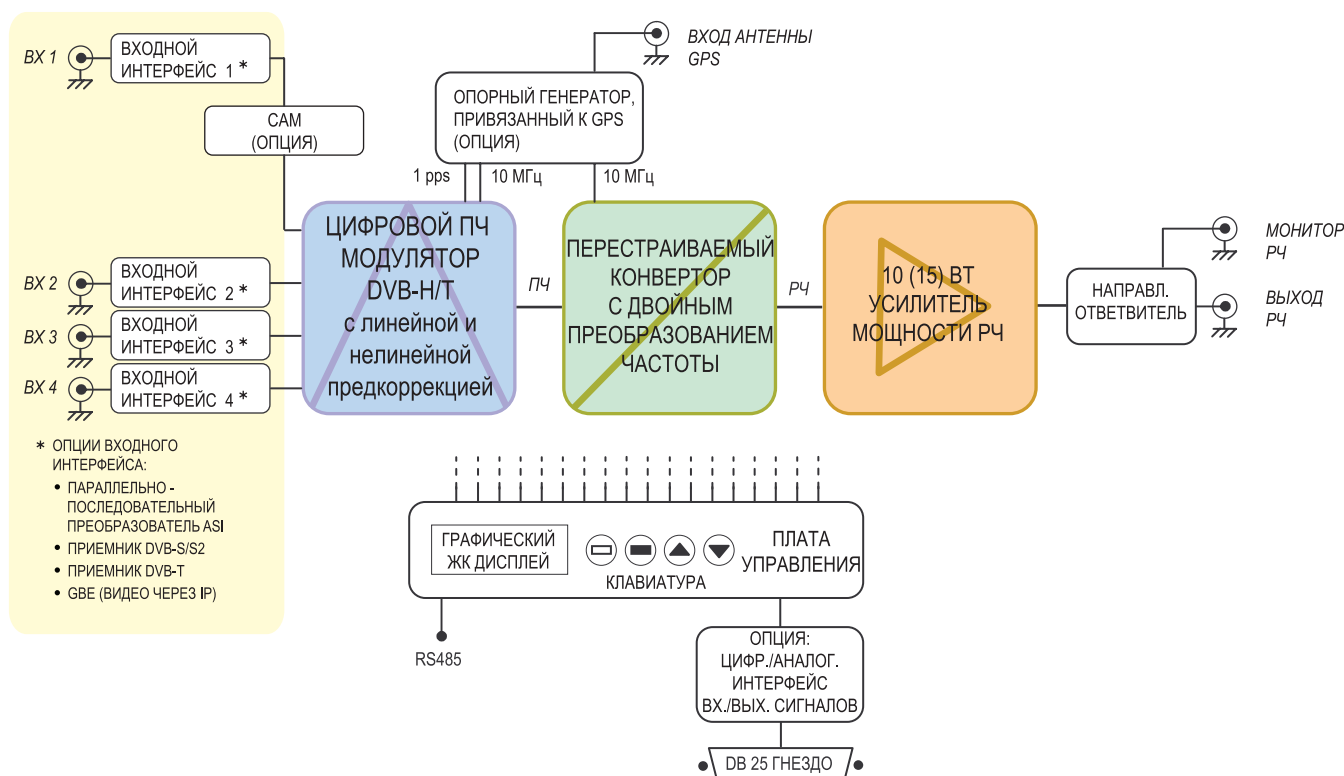 ВХ 1
ВХОДНОЙ
ИНТЕРФЕЙС 1 *
САМ
(ОПЦИЯ)
ВХОД АНТЕННЫ
GPS
ОПОРНЫЙ ГЕНЕРАТОР,
ПРИВЯЗАННЫЙ К GPS
(ОПЦИЯ)
1 pps
10 МГц
10 МГц
ВХ 2
ВХОДНОЙ
ИНТЕРФЕЙС 2 *
ВХ 3
ВХОДНОЙ
ИНТЕРФЕЙС 3 *
ВХ 4
ВХОДНОЙ
ИНТЕРФЕЙС 4 *
ЦИФРОВОЙ ПЧ
МОДУЛЯТОР
DVB-H/T
с линейной и
нелинейной
предкоррекцией
ПЧ
ПЕРЕСТРАИВАЕМЫЙ
КОНВЕРТОР
С ДВОЙНЫМ
ПРЕОБРАЗОВАНИЕМ
ЧАСТОТЫ
РЧ
10 (15) ВТ
УСИЛИТЕЛЬ
МОЩНОСТИ РЧ
НАПРАВЛ.
ОТВЕТВИТЕЛЬ
МОНИТОР
РЧ
ВЫХОД
РЧ
* ОПЦИИ ВХОДНОГО
ИНТЕРФЕЙСА:
• ПАРАЛЛЕЛЬНО -
ПОСЛЕДОВАТЕЛЬНЫЙ
ПРЕОБРАЗОВАТЕЛЬ ASI
• ПРИЕМНИК DVB-S/S2
• ПРИЕМНИК DVB-T
• GBE (ВИДЕО ЧЕРЕЗ IP)
ГРАФИЧЕСКИЙ
ЖК ДИСПЛЕЙ
КЛАВИАТУРА
ПЛАТА
УПРАВЛЕНИЯ
RS485
ОПЦИЯ:
ЦИФР./АНАЛОГ.
ИНТЕРФЕЙС
ВХ./ВЫХ. СИГНАЛОВ
DB 25 ГНЕЗДО